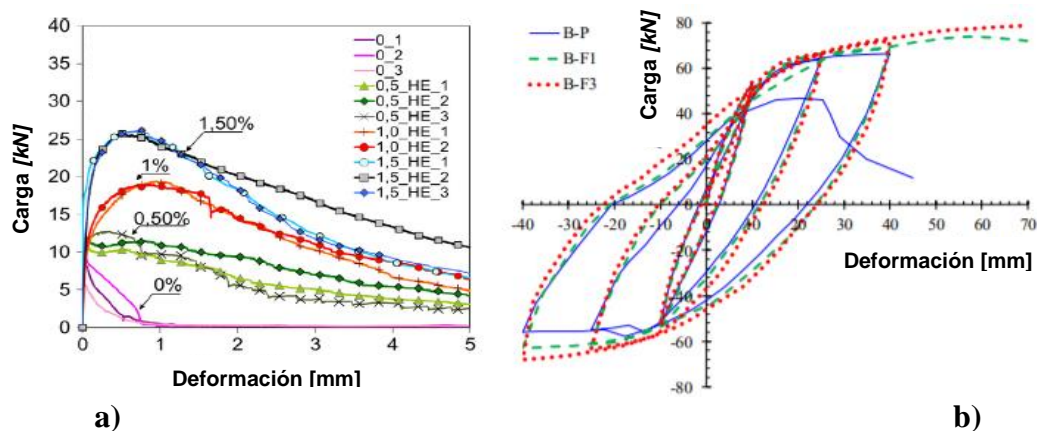 40
35
30
25
20
15
10
5
0
0
1
2
3
4
5
Carga [kN]
Deformación [mm]
0_1
0_2
0_3
0,5_HE_1
0,5_HE_2
0,5_HE_3
1,0_HE_1
1,0_HE_2
1,5_HE_1
1,5_HE_2
1,5_HE_3
1,50%
1%
0.50%
0%
a)
b)
B-P
B-F1
B-F3
Carga [kN]
80
60
40
20
0
-20
-40
-60
-80
-40
-30
-20
-10
0
10
20
30
40
50
60
70
Deformación [mm]
b)